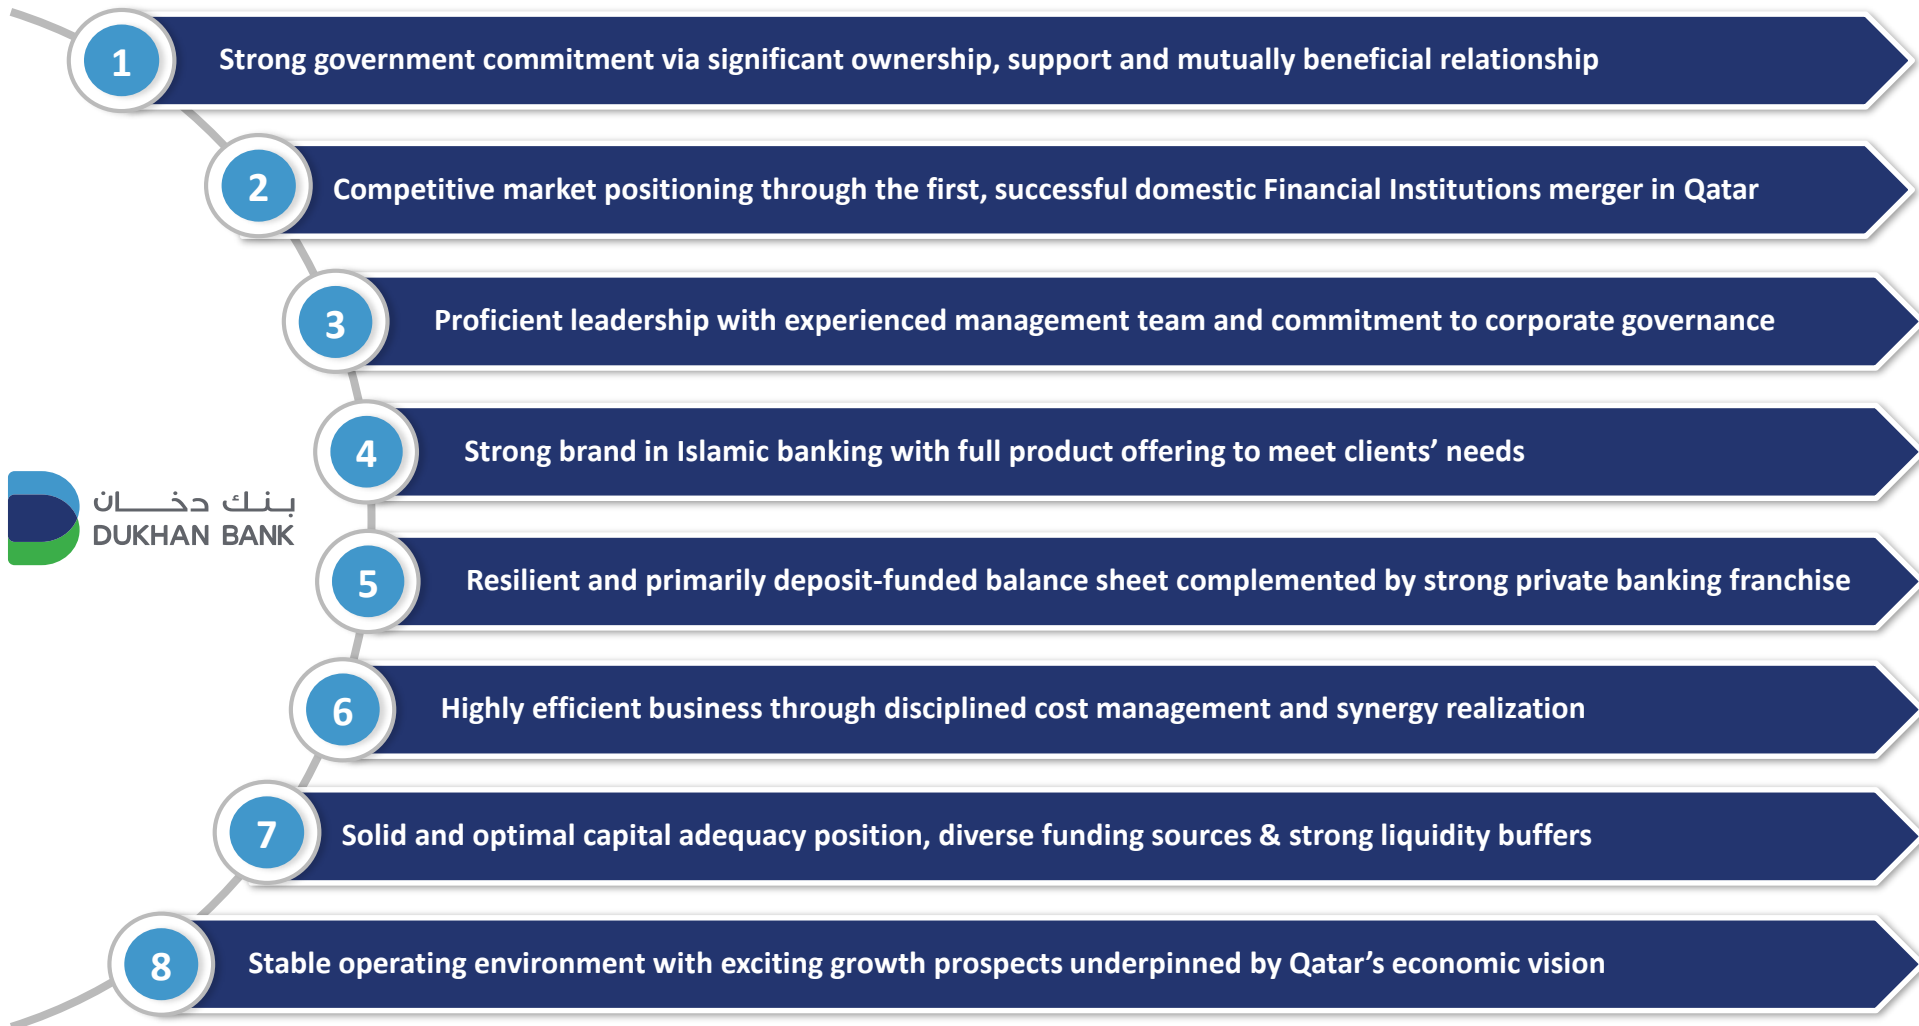 1
Strong government commitment via significant ownership, support and mutually beneficial relationship
2
Competitive market positioning through the first, successful domestic Financial Institutions merger in Qatar
3
Proficient leadership with experienced management team and commitment to corporate governance
4
Strong brand in Islamic banking with full product offering to meet clients’ needs
بنك دخان
DUKHAN BANK
5
Resilient and primarily deposit-funded balance sheet complemented by strong private banking franchise
6
Highly efficient business through disciplined cost management and synergy realization
7
Solid and optimal capital adequacy position, diverse funding sources & strong liquidity buffers
8
Stable operating environment with exciting growth prospects underpinned by Qatar’s economic vision